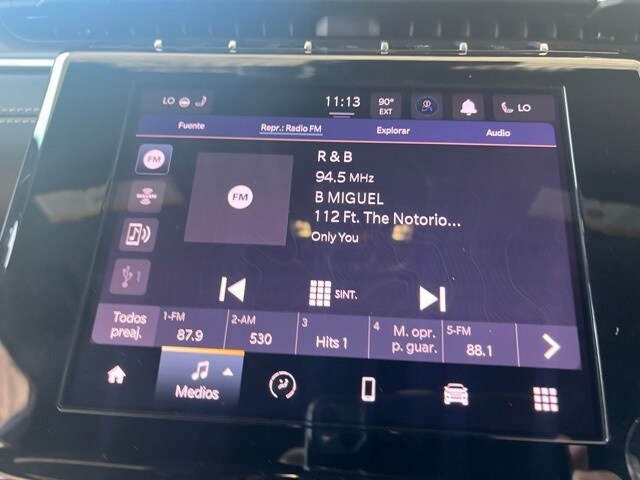 LO
11:13
90°
EXT
LO
Fuente
Repr.: Radio FM
Explorar
Audio
FM
FM
R & B
94.5 MHz
B MIGUEL
112 Ft. The Notorio...
Only You
1
SINT.
Todos
preaj.
1-FM
87.9
2-AM
530
3
Hits 1
4
M. opr.
p. guar.
5-FM
88.1
Medios